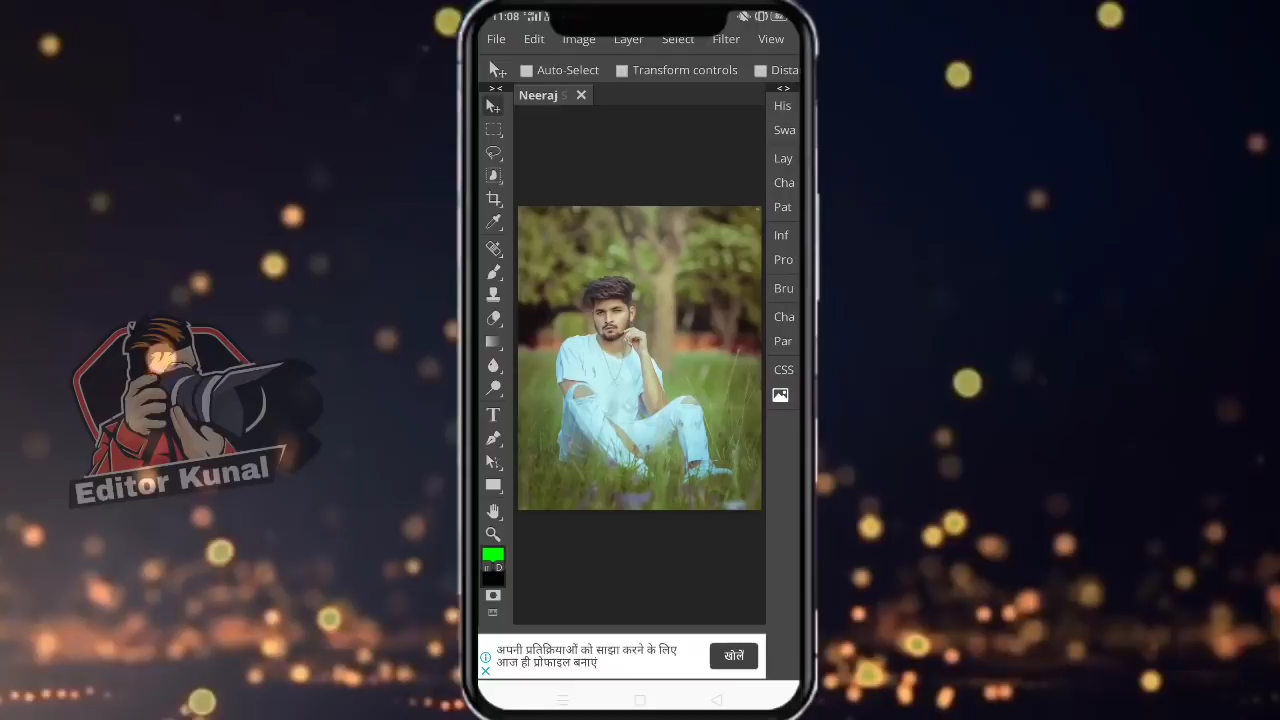 11:08
File Edit Image Layer Select Filter View
Auto-Select Transform controls Dista
> < < >
Neeraj S
His
Swa
Lay
Cha
Pat
Inf
Pro
Bru
Cha
Par
CSS
T
D
Editor Kunal
अपनी प्रतिक्रियाओं को साझा करने के लिए
आज ही प्रोफाइल बनाएं
खोलें